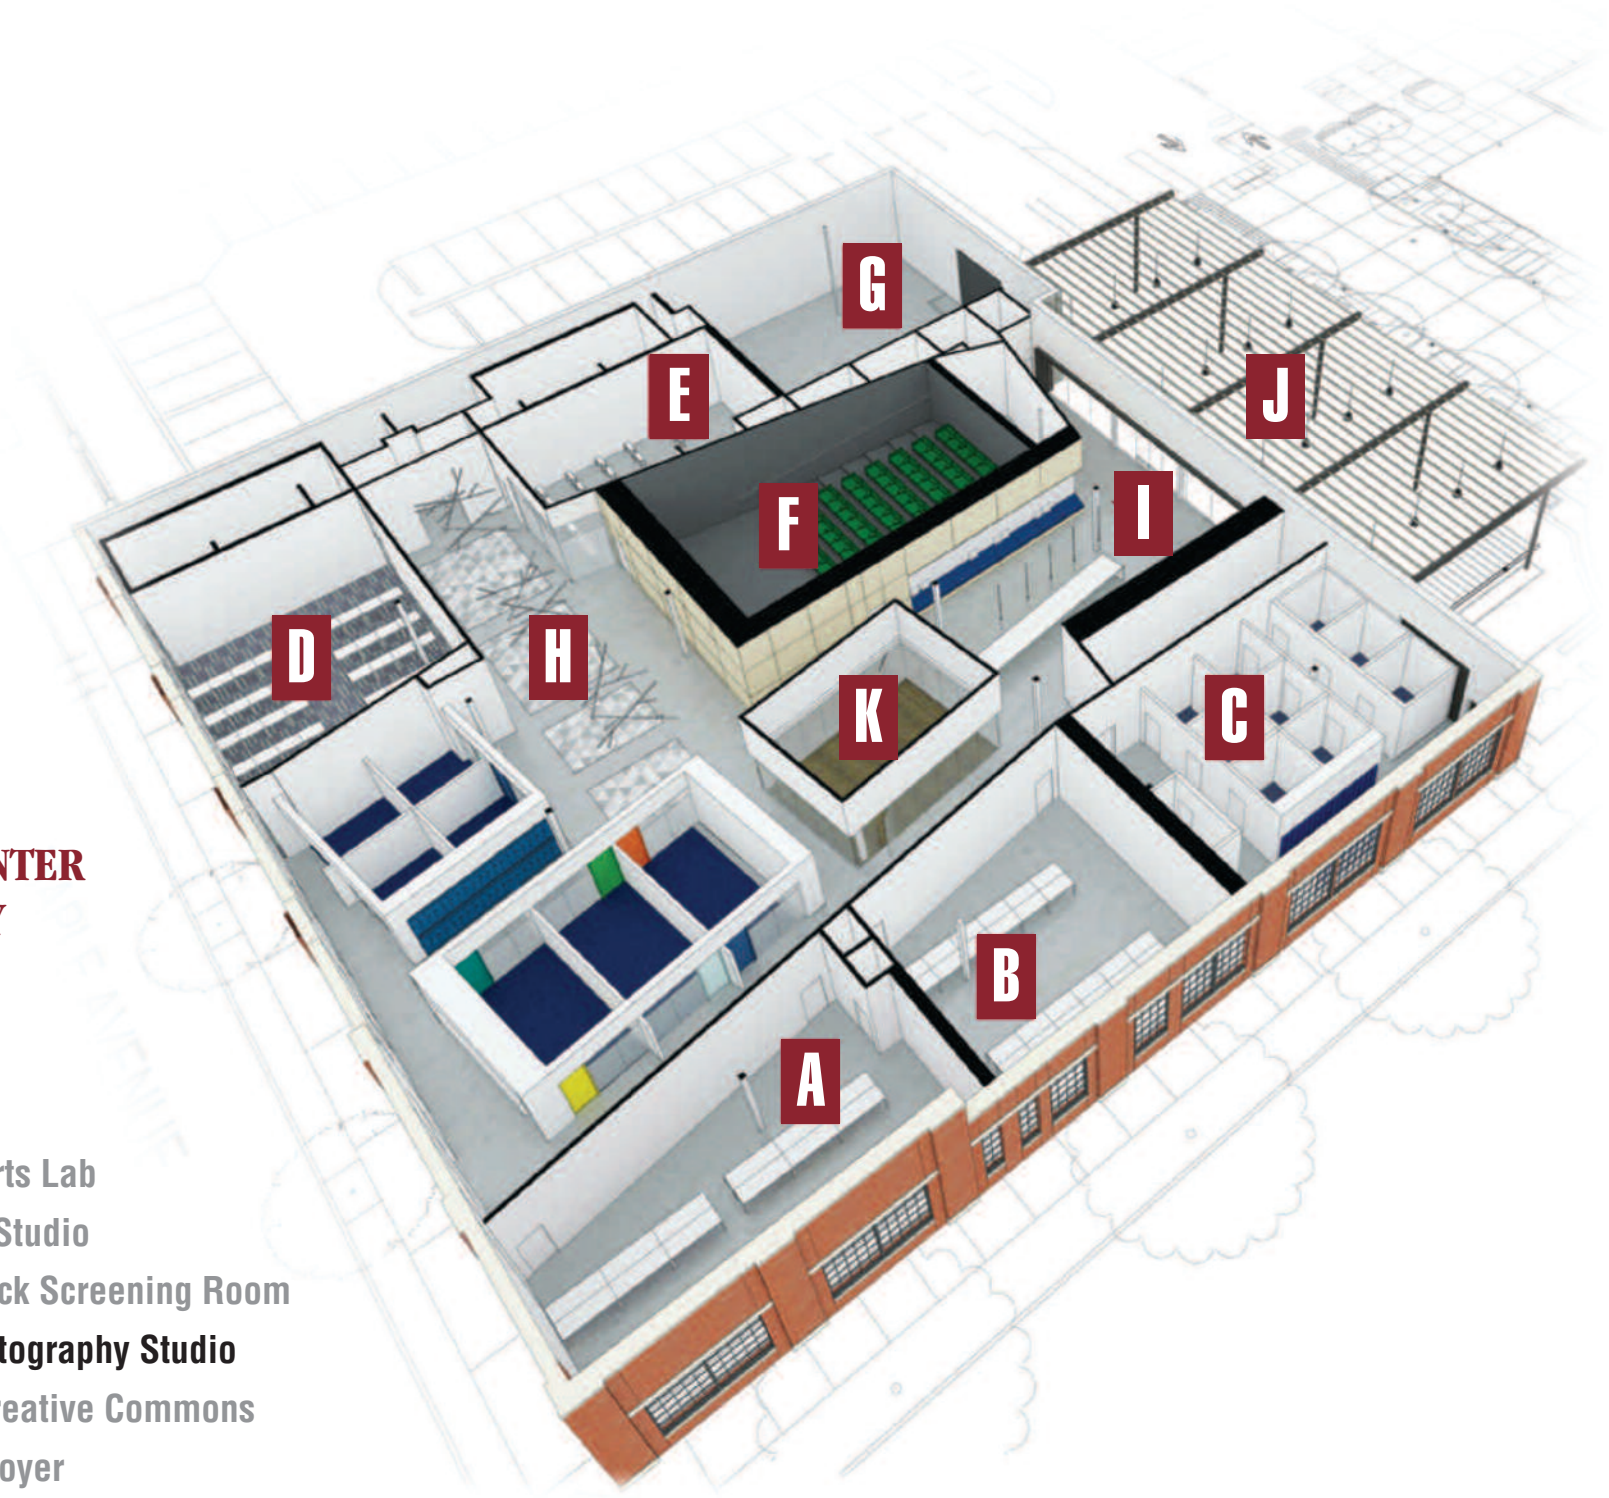 G
E
J
F
I
D
H
K
C
NTER
Y
B
A
rts Lab
Studio
ck Screening Room
tography Studio
reative Commons
oyer